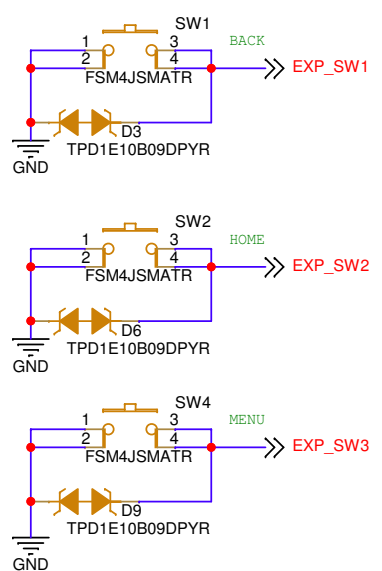 SW1
BACK
1
3
2
4
EXP_SW1
FSM4JSMATR
D3
TPD1E10B09DPYR
GND
SW2
HOME
1
3
2
4
EXP_SW2
FSM4JSMATR
D6
TPD1E10B09DPYR
GND
SW4
MENU
1
3
2
4
EXP_SW3
FSM4JSMATR
D9
TPD1E10B09DPYR
GND